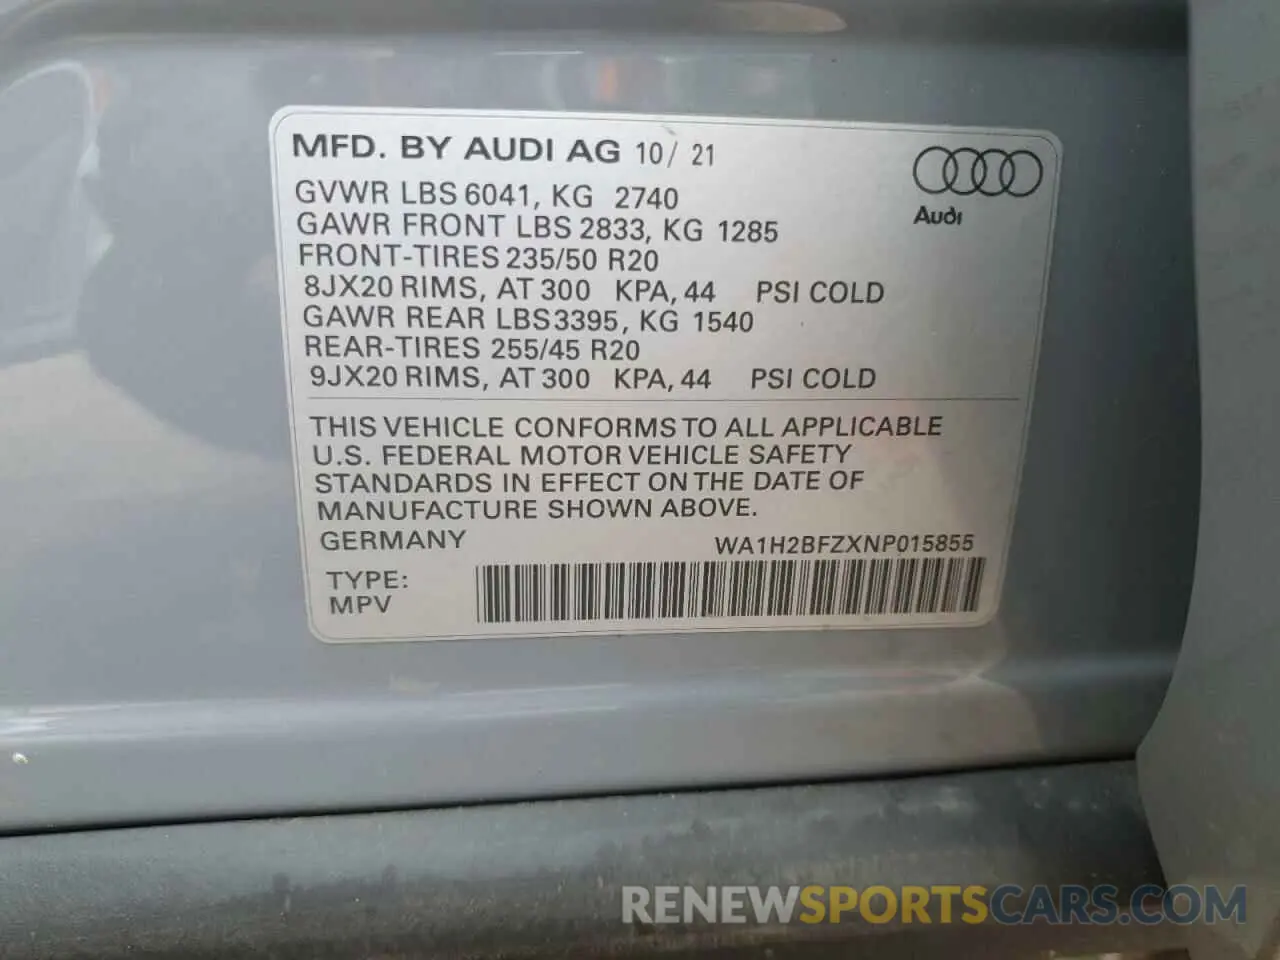 MFD. BY AUDI AG 10/ 21
GVWR LBS 6041, KG 2740
GAWR FRONT LBS 2833, KG 1285
FRONT-TIRES 235/50 R20
8JX20 RIMS, AT 300 KPA, 44 PSI COLD
GAWR REAR LBS3395, KG 1540
REAR-TIRES 255/45 R20
9JX20 RIMS, AT 300 KPA, 44 PSI COLD
Audi
THIS VEHICLE CONFORMS TO ALL APPLICABLE
U.S. FEDERAL MOTOR VEHICLE SAFETY
STANDARDS IN EFFECT ON THE DATE OF
MANUFACTURE SHOWN ABOVE.
GERMANY WA1H2BFZXNP015855
TYPE:
MPV
RENEWSPORTSCARS.COM